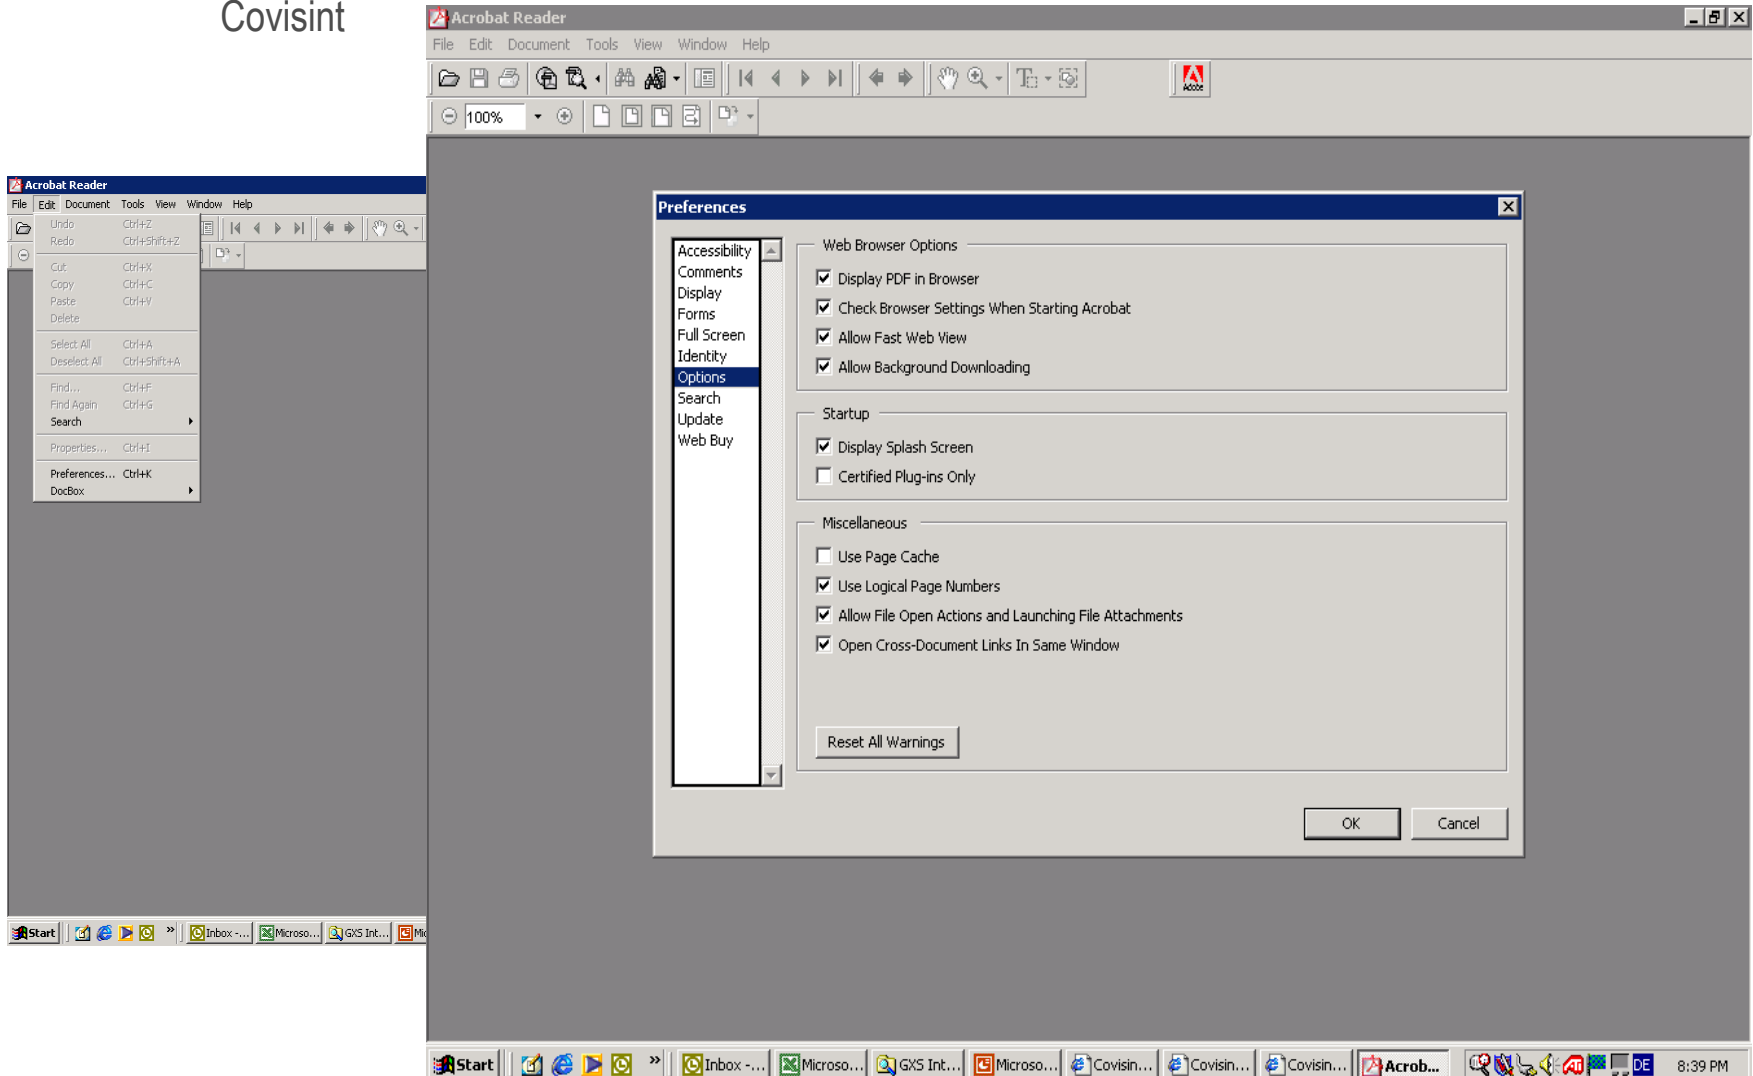 Covisint
Acrobat Reader
File Edit Document Tools View Window Help
Undo Ctrl+Z
Redo Ctrl+Shift+Z
Cut Ctrl+X
Copy Ctrl+C
Paste Ctrl+V
Delete
Select All Ctrl+A
Deselect All Ctrl+Shift+A
Find... Ctrl+F
Find Again Ctrl+G
Search
Properties... Ctrl+I
Preferences... Ctrl+K
DocBox
Start Inbox -... Microso... GXS Int... Mic
Acrobat Reader
File Edit Document Tools View Window Help
Adobe
100%
Preferences
Accessibility
Comments
Display
Forms
Full Screen
Identity
Options
Search
Update
Web Buy
Web Browser Options
Display PDF in Browser
Check Browser Settings When Starting Acrobat
Allow Fast Web View
Allow Background Downloading
Startup
Display Splash Screen
Certified Plug-ins Only
Miscellaneous
Use Page Cache
Use Logical Page Numbers
Allow File Open Actions and Launching File Attachments
Open Cross-Document Links In Same Window
Reset All Warnings
OK Cancel
Start Inbox -... Microso... GXS Int... Microso... Covisin... Covisin... Covisin... Acrob... DE 8:39 PM